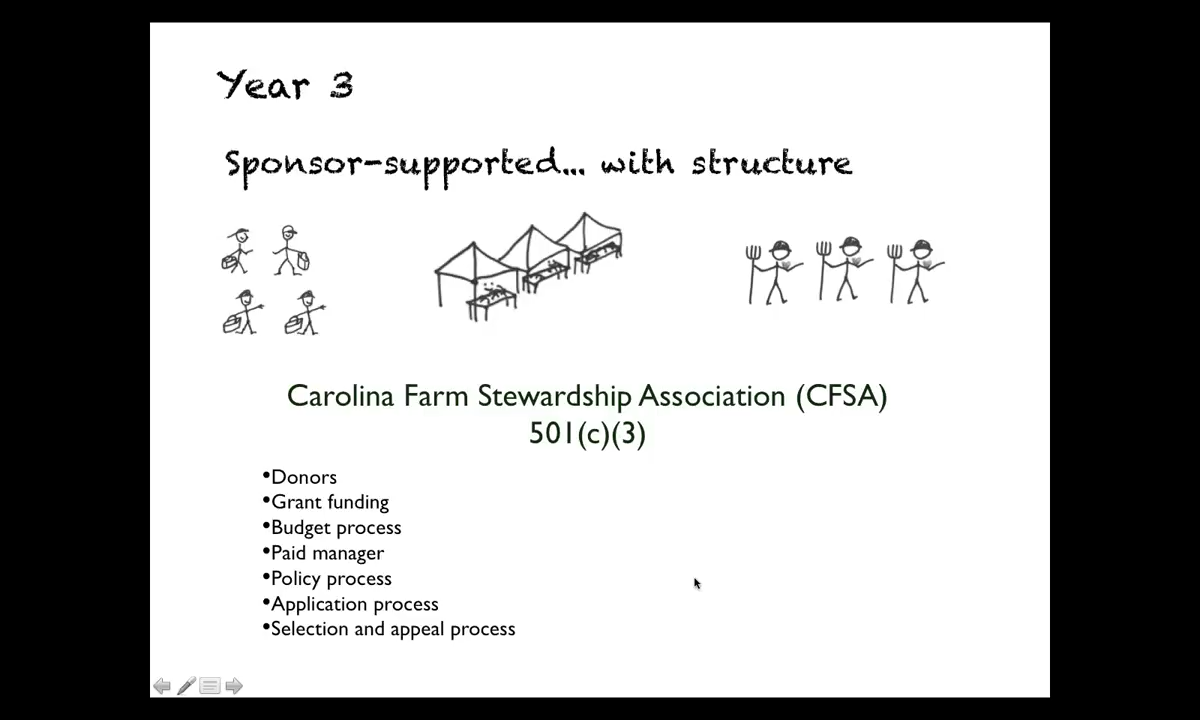 Year 3
Sponsor-supported... with structure
Carolina Farm Stewardship Association (CFSA)
501(c)(3)
•Donors
•Grant funding
•Budget process
•Paid manager
•Policy process
•Application process
•Selection and appeal process